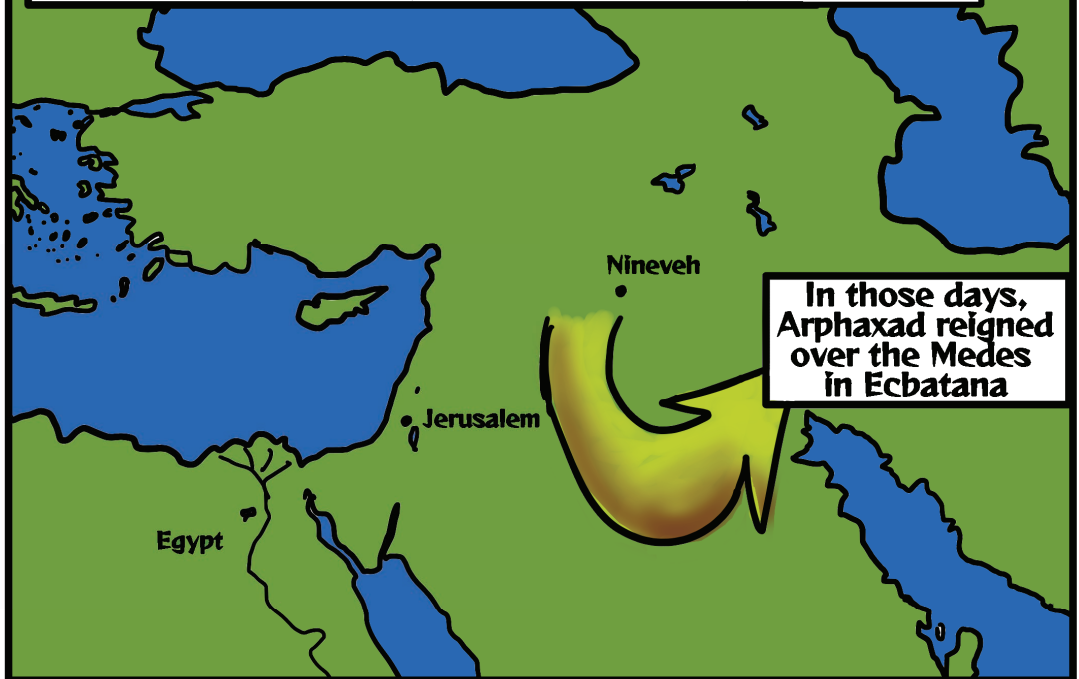 Nineveh
In those days,
Arphaxad reigned
over the Medes
in Ecbatana
Jerusalem
Egypt